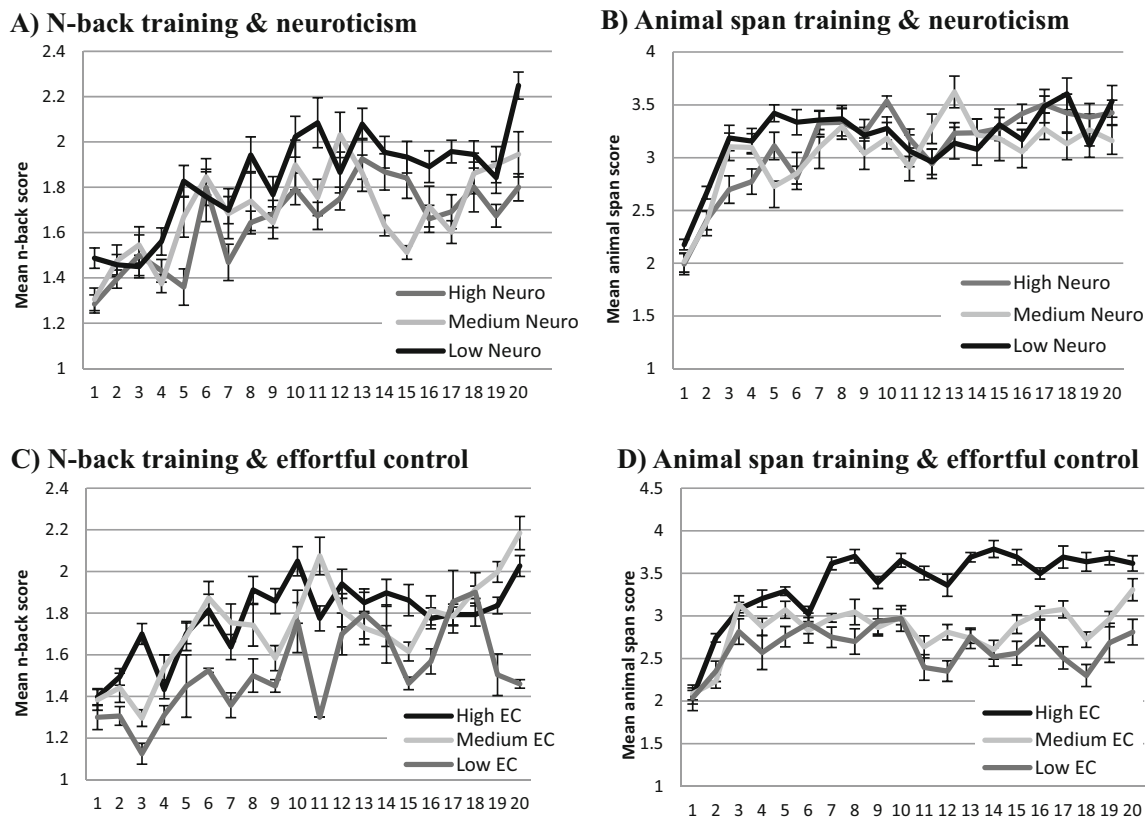 A) N-back training & neuroticism
Mean n-back score
2.4
2.2
2
1.8
1.6
1.4
1.2
1
High Neuro
Medium Neuro
Low Neuro
1 2 3 4 5 6 7 8 9 10 11 12 13 14 15 16 17 18 19 20
B) Animal span training & neuroticism
Mean animal span score
4
3.5
3
2.5
2
1.5
1
High Neuro
Medium Neuro
Low Neuro
1 2 3 4 5 6 7 8 9 10 11 12 13 14 15 16 17 18 19 20
C) N-back training & effortful control
Mean n-back score
2.4
2.2
2
1.8
1.6
1.4
1.2
1
High EC
Medium EC
Low EC
1 2 3 4 5 6 7 8 9 10 11 12 13 14 15 16 17 18 19 20
D) Animal span training & effortful control
Mean animal span score
4.5
4
3.5
3
2.5
2
1.5
1
High EC
Medium EC
Low EC
1 2 3 4 5 6 7 8 9 10 11 12 13 14 15 16 17 18 19 20